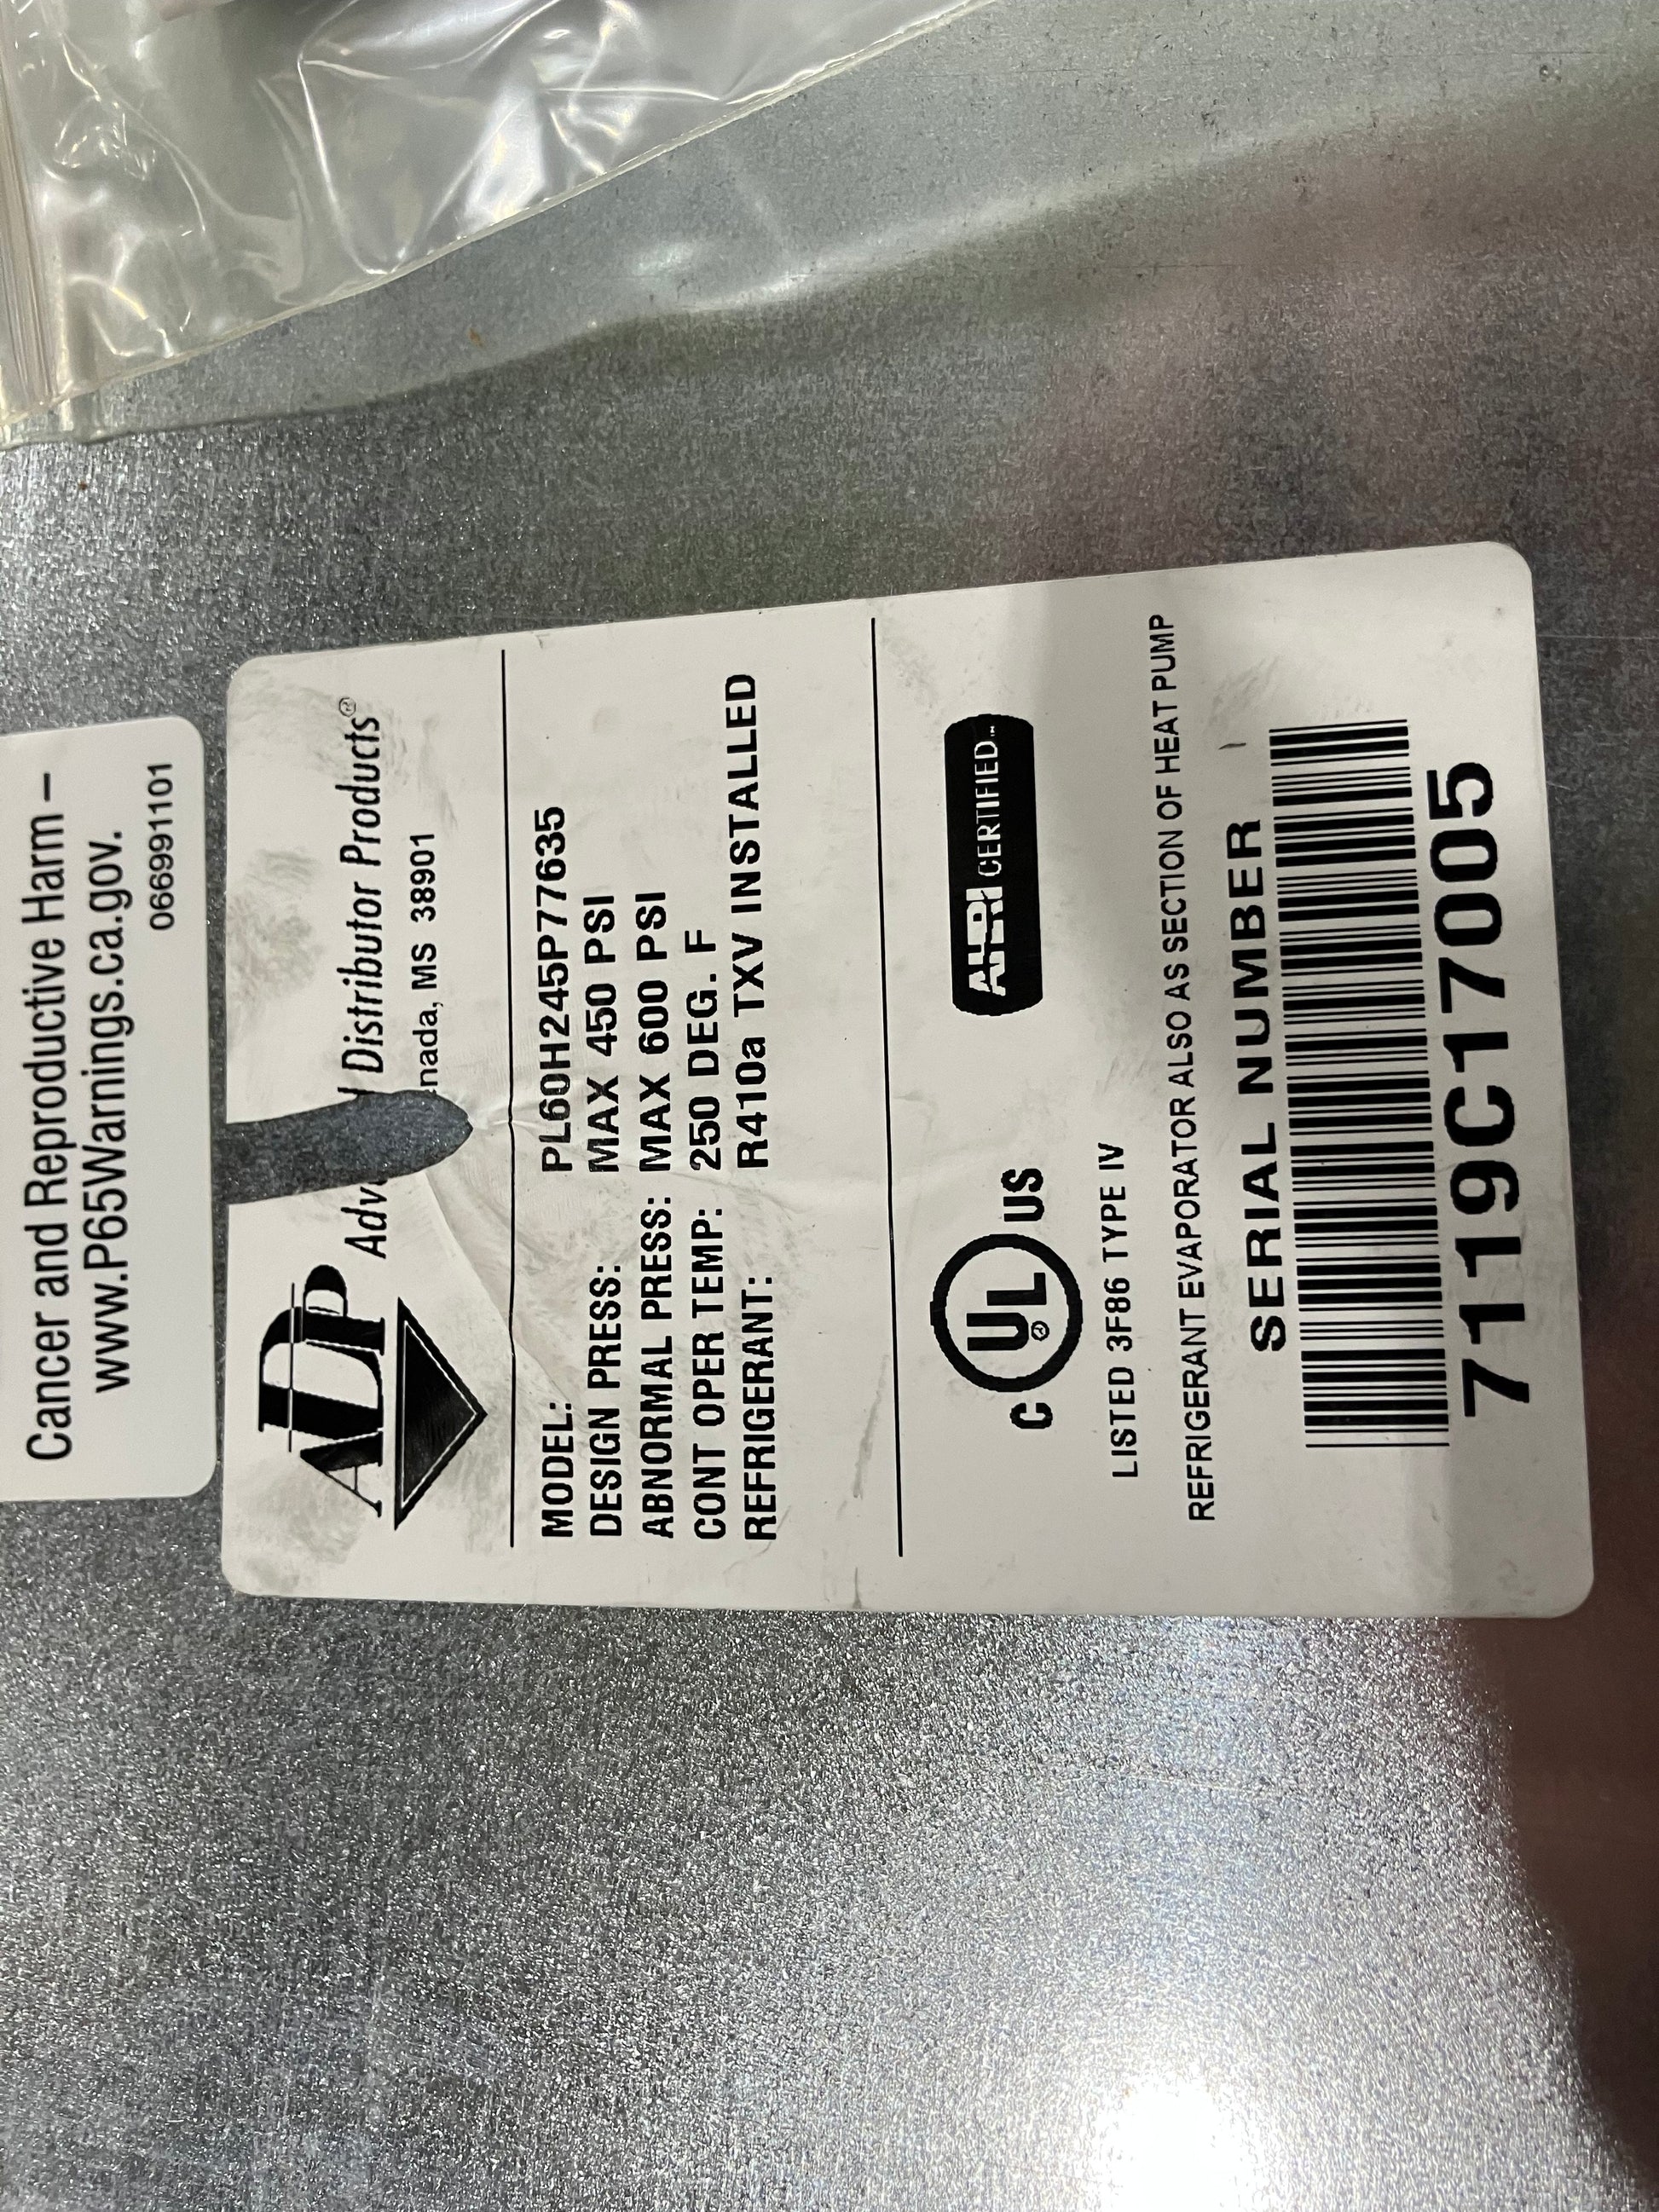 Cancer and Reproductive Harm –
www.P65Warnings.ca.gov.
066991101
ADP
Distributor Products®
MS 38901
MODEL: PL60H245P77635
DESIGN PRESS: MAX 450 PSI
ABNORMAL PRESS: MAX 600 PSI
CONT OPER TEMP: 250 DEG. F
REFRIGERANT: R410a TXV INSTALLED
C UL® US
AHRI CERTIFIED™
LISTED 3F86 TYPE IV
REFRIGERANT EVAPORATOR ALSO AS SECTION OF HEAT PUMP
SERIAL NUMBER
7119C17005